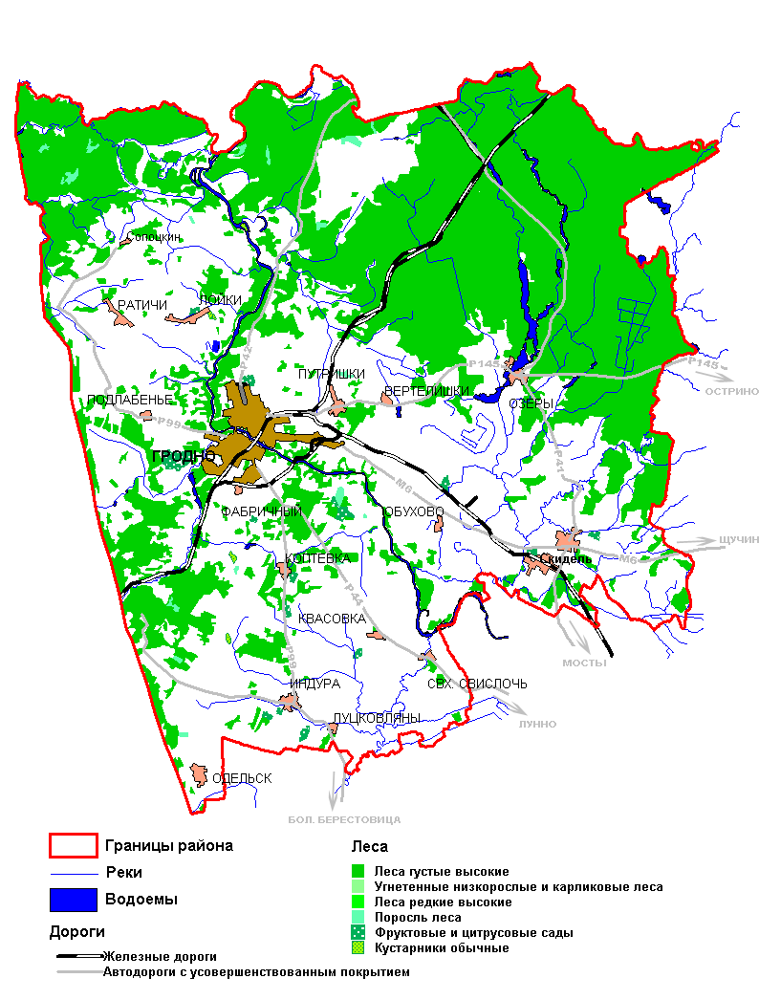 Сопоцкин
РАТИЧИ
ЛОЙКИ
Р42
ПУТРИШКИ
Р145
Р145
ВЕРТЕЛИШКИ
ОСТРИНО
ПОДЛАБЕНЬЕ
ОЗЕРЫ
Р99
ГРОДНО
Р41
М6
ФАБРИЧНЫЙ
ОБУХОВО
ЩУЧИН
КОПТЕВКА
Скидель
М6
Р44
КВАСОВКА
Р99
МОСТЫ
ИНДУРА
СВХ. СВИСЛОЧЬ
ЛУЦКОВЛЯНЫ
ЛУННО
ОДЕЛЬСК
БОЛ. БЕРЕСТОВИЦА
Границы района
Реки
Водоемы
Дороги
Железные дороги
Автодороги с усовершенствованным покрытием
Леса
Леса густые высокие
Угнетенные низкорослые и карликовые леса
Леса редкие высокие
Поросль леса
Фруктовые и цитрусовые сады
Кустарники обычные